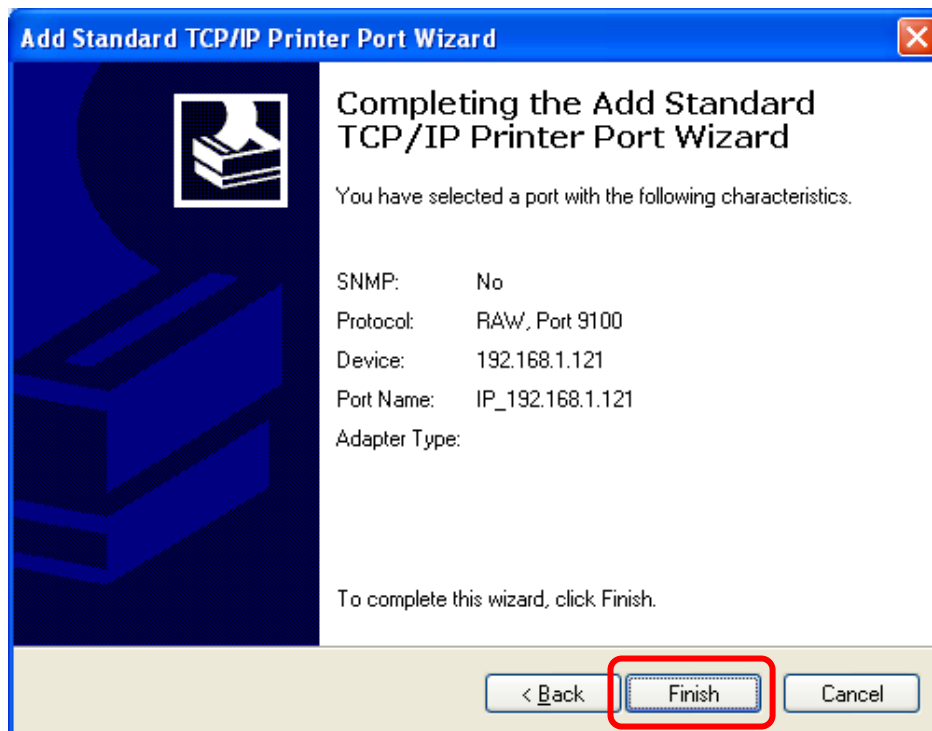 Add Standard TCP/IP Printer Port Wizard
Completing the Add Standard
TCP/IP Printer Port Wizard
You have selected a port with the following characteristics.
SNMP: No
Protocol: RAW, Port 9100
Device: 192.168.1.121
Port Name: IP_192.168.1.121
Adapter Type:
To complete this wizard, click Finish.
< Back Finish Cancel